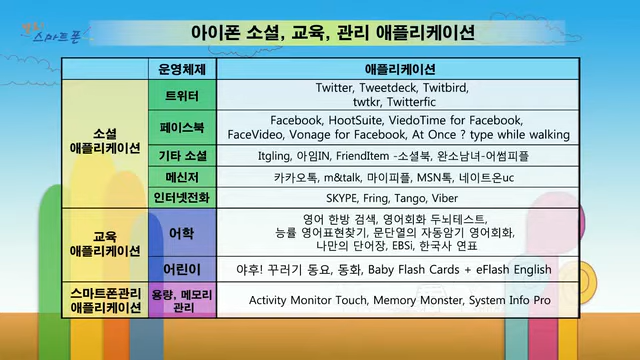 스마트폰
아이폰 소셜, 교육, 관리 애플리케이션
운영체제
애플리케이션
소셜
애플리케이션
트위터
Twitter, Tweetdeck, Twitbird,
twtkr, Twitterfic
페이스북
Facebook, HootSuite, ViedoTime for Facebook,
FaceVideo, Vonage for Facebook, At Once ? type while walking
기타 소셜
Itgling, 아임IN, FriendItem -소셜북, 완소남녀-어썸피플
메신저
카카오톡, m&talk, 마이피플, MSN톡, 네이트온uc
인터넷전화
SKYPE, Fring, Tango, Viber
교육
애플리케이션
어학
영어 한방 검색, 영어회화 두뇌테스트,
능률 영어표현찾기, 문단열의 자동암기 영어회화,
나만의 단어장, EBSi, 한국사 연표
어린이
야후! 꾸러기 동요, 동화, Baby Flash Cards + eFlash English
스마트폰관리
애플리케이션
용량, 메모리
관리
Activity Monitor Touch, Memory Monster, System Info Pro